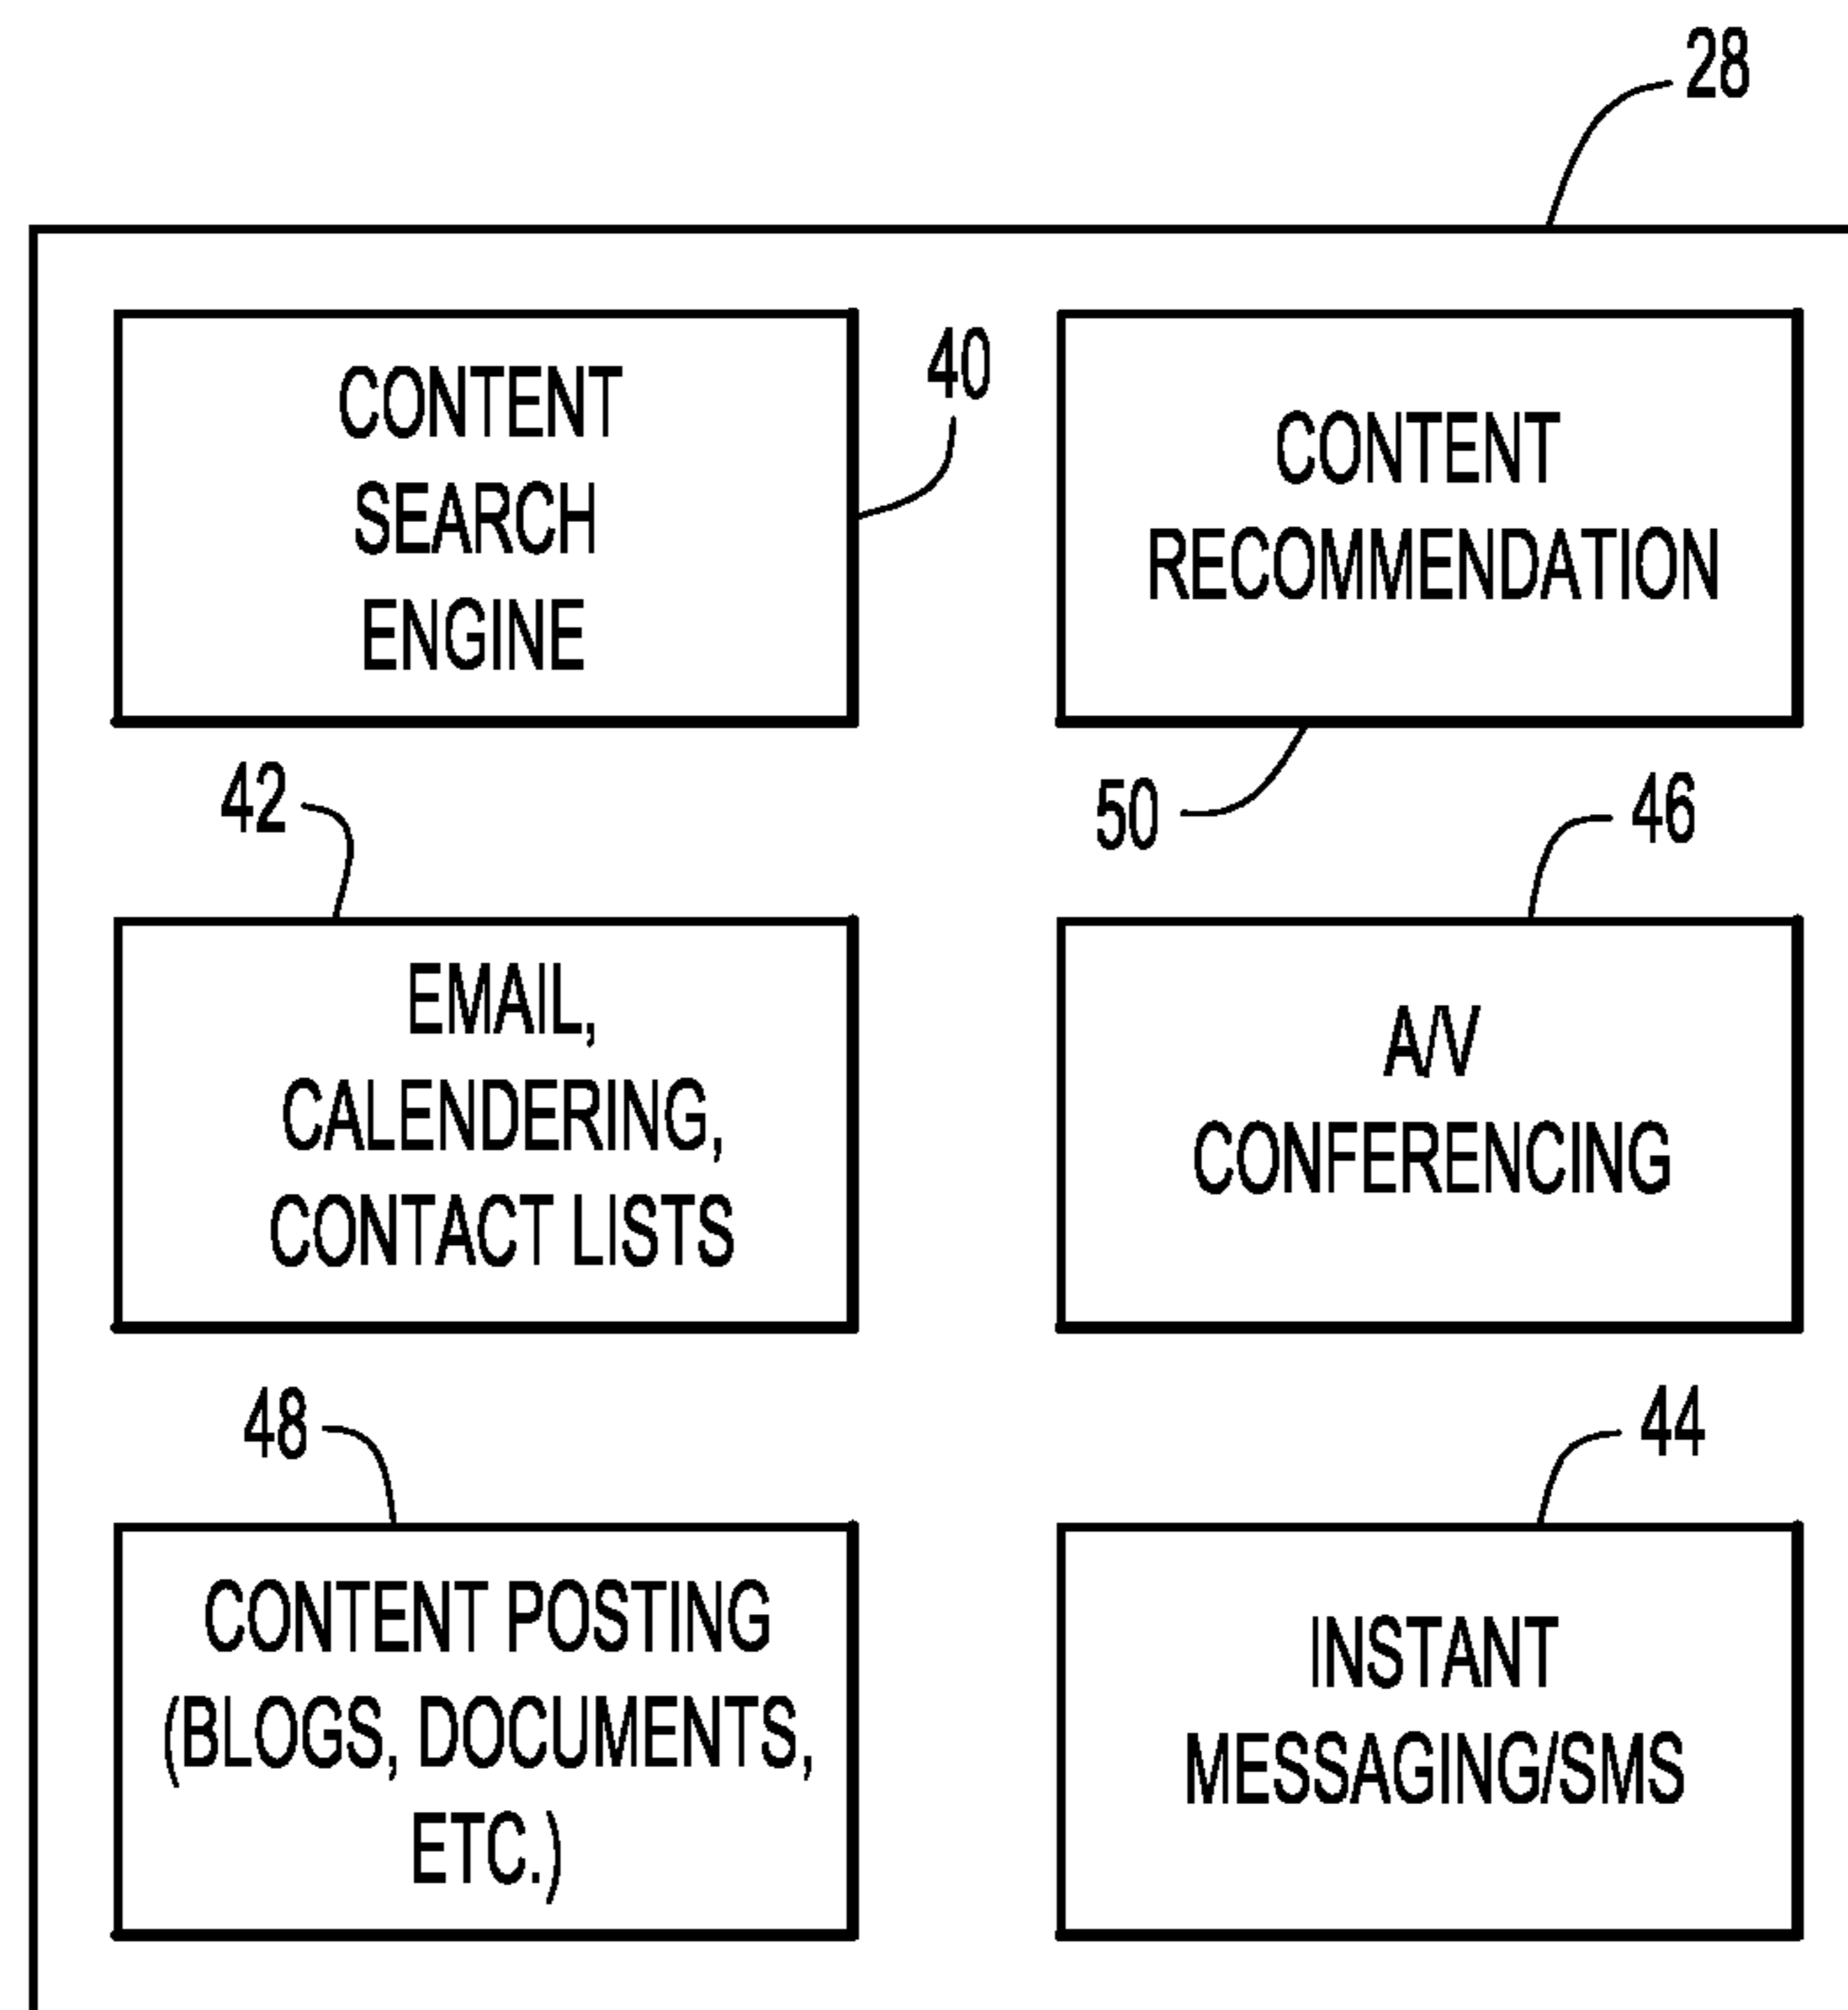 28
CONTENT
SEARCH
ENGINE
40
CONTENT
RECOMMENDATION
50
42
EMAIL,
CALENDERING,
CONTACT LISTS
46
A/V
CONFERENCING
48
CONTENT POSTING
(BLOGS, DOCUMENTS,
ETC.)
44
INSTANT
MESSAGING/SMS